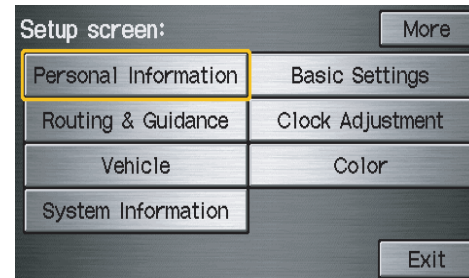 Setup screen:
More
Personal Information
Basic Settings
Routing & Guidance
Clock Adjustment
Vehicle
Color
System Information
Exit